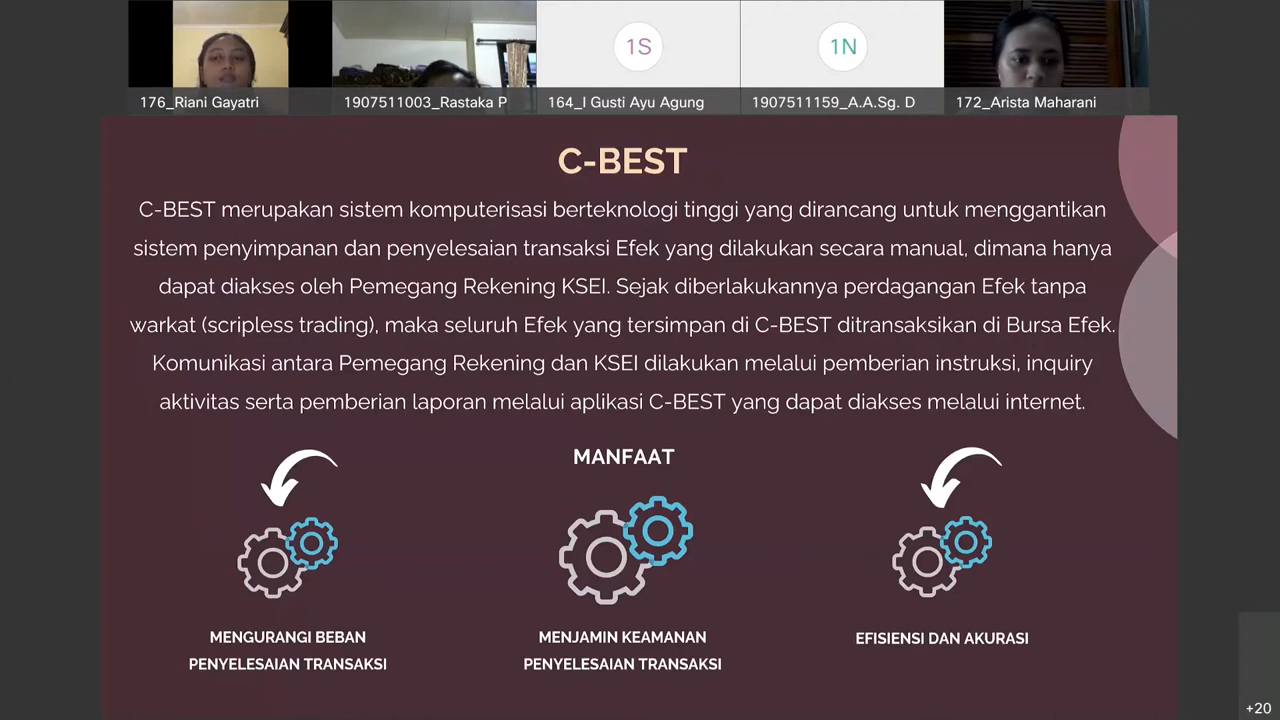 1S
1N
176_Riani Gayatri
1907511003_Rastaka P
164_I Gusti Ayu Agung
1907511159_A.A.Sg. D
172_Arista Maharani
C-BEST
C-BEST merupakan sistem komputerisasi berteknologi tinggi yang dirancang untuk menggantikan
sistem penyimpanan dan penyelesaian transaksi Efek yang dilakukan secara manual, dimana hanya
dapat diakses oleh Pemegang Rekening KSEI. Sejak diberlakukannya perdagangan Efek tanpa
warkat (scripless trading), maka seluruh Efek yang tersimpan di C-BEST ditransaksikan di Bursa Efek.
Komunikasi antara Pemegang Rekening dan KSEI dilakukan melalui pemberian instruksi, inquiry
aktivitas serta pemberian laporan melalui aplikasi C-BEST yang dapat diakses melalui internet.
MANFAAT
MENGURANGI BEBAN
PENYELESAIAN TRANSAKSI
MENJAMIN KEAMANAN
PENYELESAIAN TRANSAKSI
EFISIENSI DAN AKURASI
+20